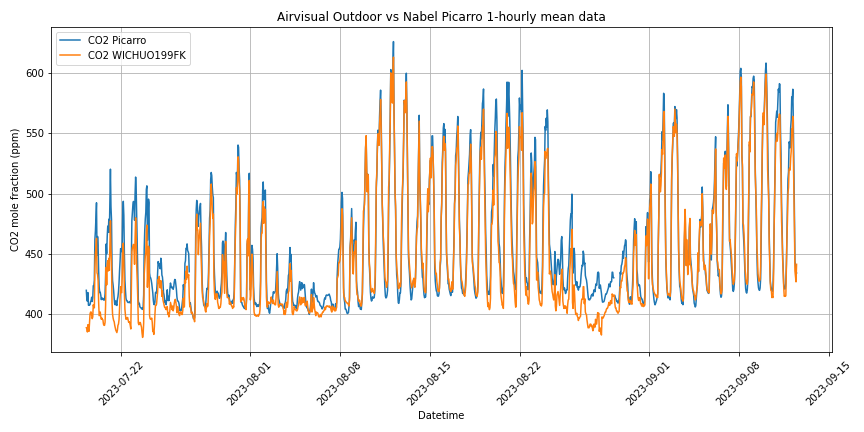 Airvisual Outdoor vs Nabel Picarro 1-hourly mean data
CO2 Picarro
CO2 WICHUO199FK
CO2 mole fraction (ppm)
600
550
500
450
400
2023-07-22
2023-08-01
2023-08-08
2023-08-15
2023-08-22
2023-09-01
2023-09-08
2023-09-15
Datetime